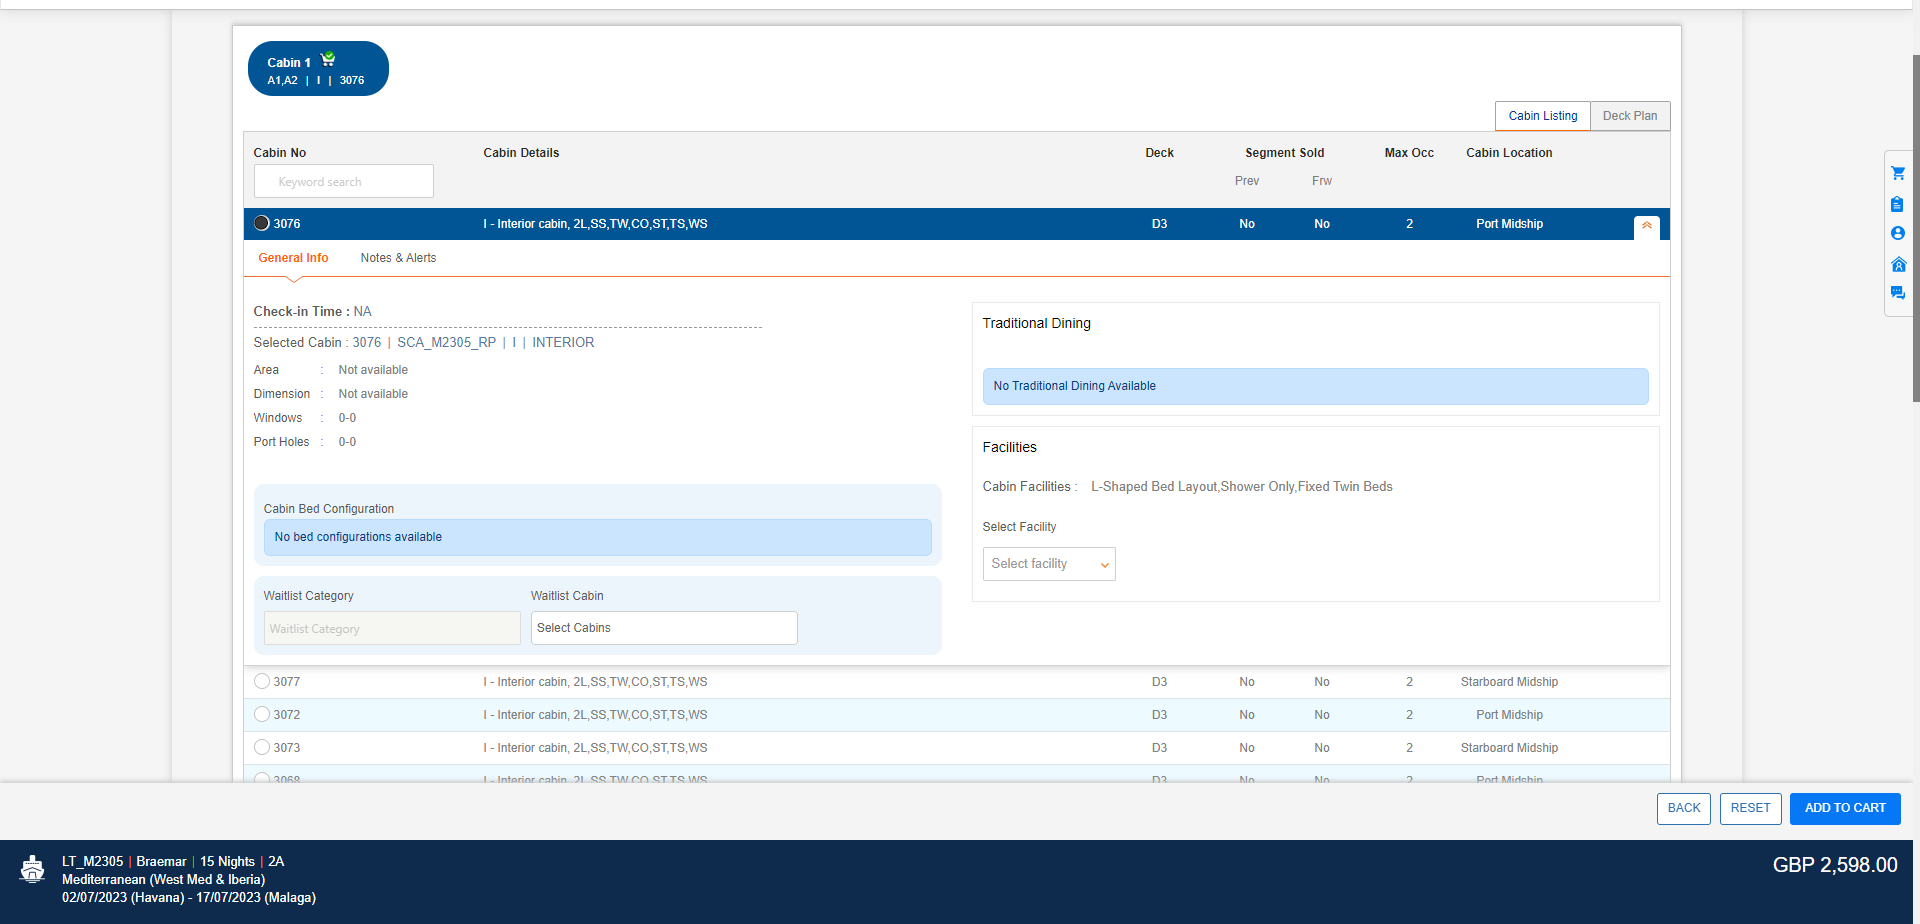 Cabin 1
A1,A2 | I | 3076
Cabin Listing Deck Plan
Cabin No Cabin Details Deck Segment Sold Max Occ Cabin Location
Keyword search Prev Frw
3076 I - Interior cabin, 2L,SS,TW,CO,ST,TS,WS D3 No No 2 Port Midship
General Info Notes & Alerts
Check-in Time : NA
Selected Cabin : 3076 | SCA_M2305_RP | I | INTERIOR
Area : Not available
Dimension : Not available
Windows : 0-0
Port Holes : 0-0
Cabin Bed Configuration
No bed configurations available
Waitlist Category Waitlist Cabin
Waitlist Category Select Cabins
Traditional Dining
No Traditional Dining Available
Facilities
Cabin Facilities : L-Shaped Bed Layout,Shower Only,Fixed Twin Beds
Select Facility
Select facility
3077 I - Interior cabin, 2L,SS,TW,CO,ST,TS,WS D3 No No 2 Starboard Midship
3072 I - Interior cabin, 2L,SS,TW,CO,ST,TS,WS D3 No No 2 Port Midship
3073 I - Interior cabin, 2L,SS,TW,CO,ST,TS,WS D3 No No 2 Starboard Midship
3068 I - Interior cabin, 2L,SS,TW,CO,ST,TS,WS D3 No No 2 Port Midship
BACK RESET ADD TO CART
LT_M2305 | Braemar | 15 Nights | 2A
Mediterranean (West Med & Iberia)
02/07/2023 (Havana) - 17/07/2023 (Malaga)
GBP 2,598.00